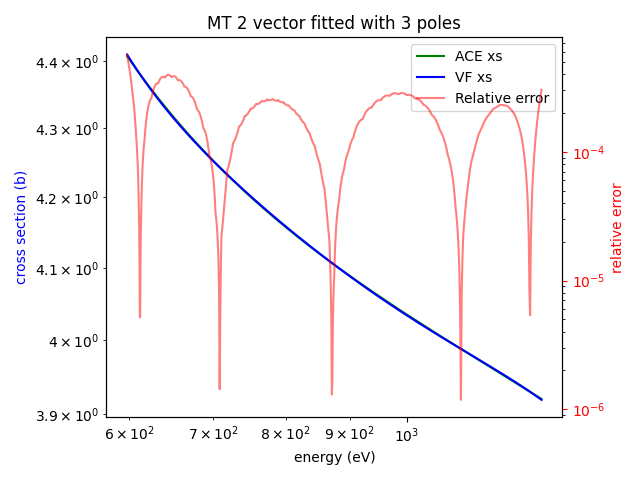 MT 2 vector fitted with 3 poles
ACE xs
VF xs
Relative error
cross section (b)
4.4 × 10⁰
4.3 × 10⁰
4.2 × 10⁰
4.1 × 10⁰
4 × 10⁰
3.9 × 10⁰
10⁻⁴
10⁻⁵
10⁻⁶
relative error
6 × 10² 7 × 10² 8 × 10² 9 × 10² 10³
energy (eV)